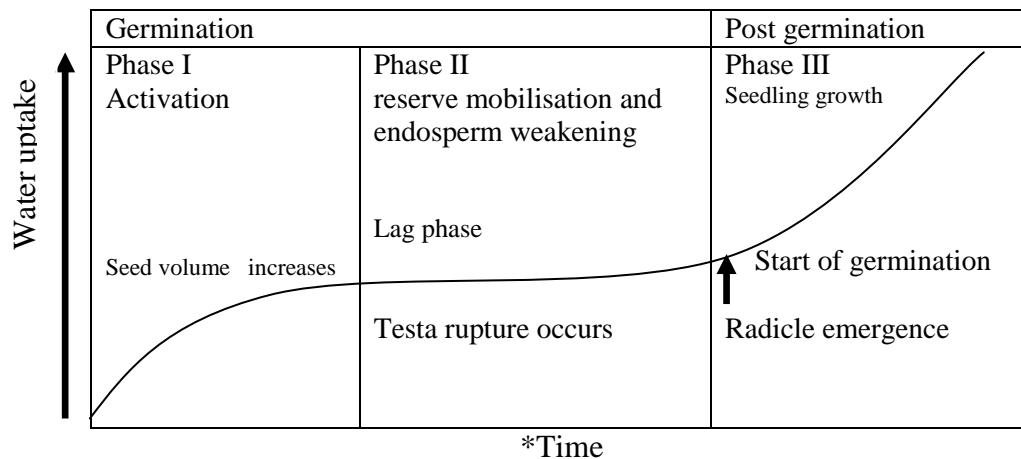 Germination
Post germination
Phase I
Activation
Phase II
reserve mobilisation and
endosperm weakening
Phase III
Seedling growth
Water uptake
Lag phase
Seed volume increases
Start of germination
Testa rupture occurs
Radicle emergence
*Time